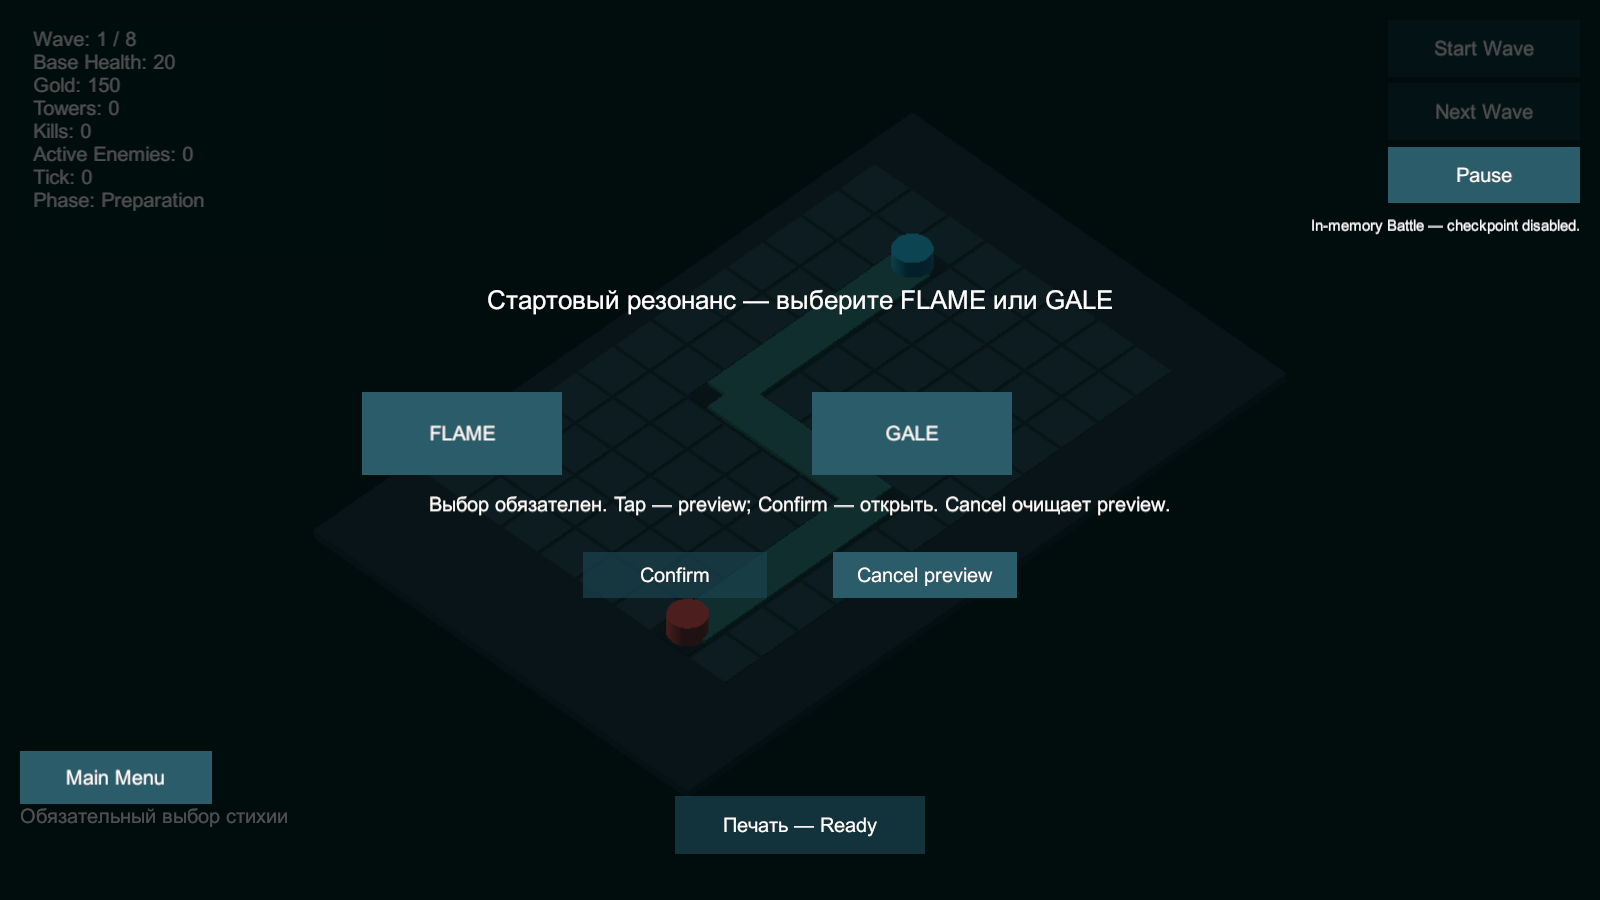 Wave: 1 / 8
Base Health: 20
Gold: 150
Towers: 0
Kills: 0
Active Enemies: 0
Tick: 0
Phase: Preparation
Start Wave
Next Wave
Pause
In-memory Battle — checkpoint disabled.
Стартовый резонанс — выберите FLAME или GALE
FLAME
GALE
Выбор обязателен. Tap — preview; Confirm — открыть. Cancel очищает preview.
Confirm
Cancel preview
Main Menu
Обязательный выбор стихии
Печать — Ready